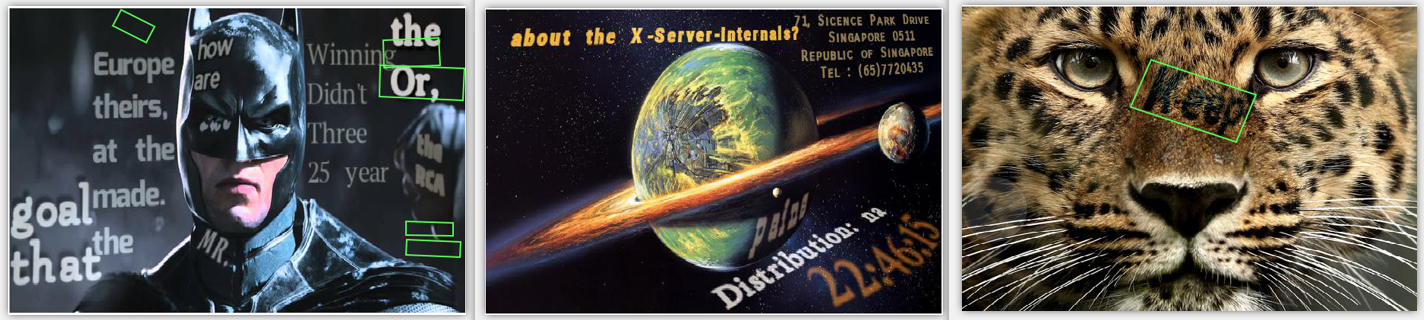 the
how
are
Winning
Or,
Europe
theirs,
at the
made.
the
Didn't
Three
25 year
the
RCA
goal
that
MR.
about the X-Server-Internals?
71, SICENCE PARK DRIVE
SINGAPORE 0511
REPUBLIC OF SINGAPORE
TEL : (65)7720435
pains
Distribution: na
22:46:15